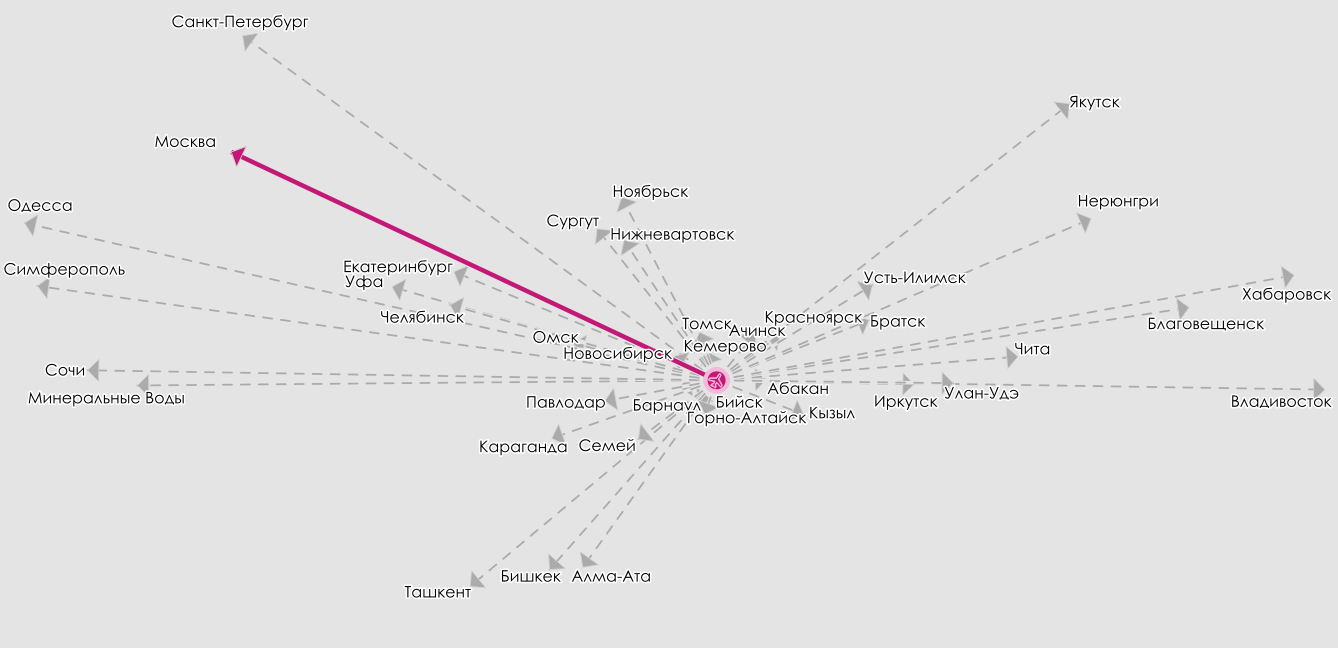 Санкт-Петербург
Якутск
Москва
Ноябрьск
Нерюнгри
Одесса
Сургут
Нижневартовск
Екатеринбург
Симферополь
Уфа
Усть-Илимск
Хабаровск
Челябинск
Красноярск
Братск
Томск
Ачинск
Благовещенск
Омск
Кемерово
Новосибирск
Чита
Сочи
Абакан
Улан-Удэ
Минеральные Воды
Павлодар
Барнаул
Бийск
Иркутск
Владивосток
Горно-Алтайск
Кызыл
Караганда
Семей
Бишкек
Алма-Ата
Ташкент